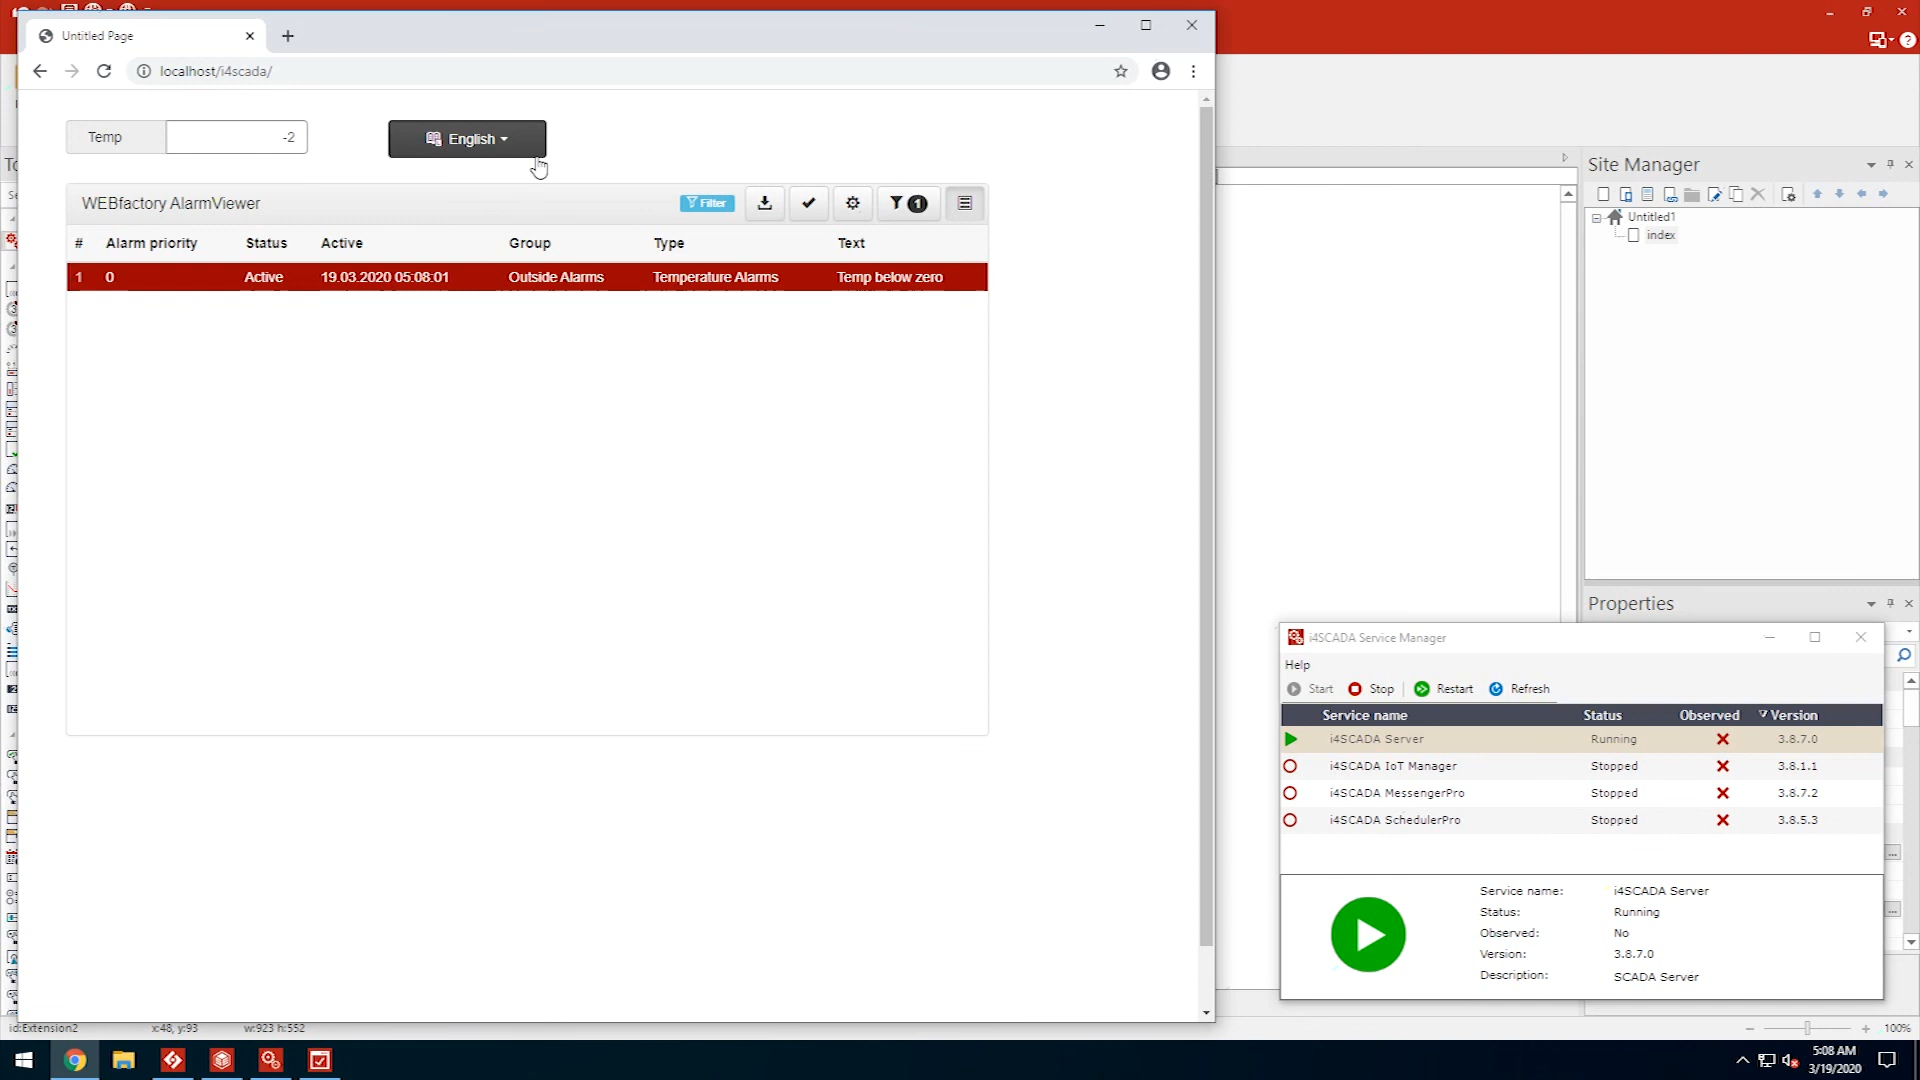 Untitled Page
localhost/i4scada/
Temp
-2
English
WEBfactory AlarmViewer
Filter
1
# Alarm priority Status Active Group Type Text
1 0 Active 19.03.2020 05:08:01 Outside Alarms Temperature Alarms Temp below zero
Site Manager
Untitled1
index
Properties
i4SCADA Service Manager
Help
Start Stop Restart Refresh
Service name Status Observed Version
i4SCADA Server Running 3.8.7.0
i4SCADA IoT Manager Stopped 3.8.1.1
i4SCADA MessengerPro Stopped 3.8.7.2
i4SCADA SchedulerPro Stopped 3.8.5.3
Service name: i4SCADA Server
Status: Running
Observed: No
Version: 3.8.7.0
Description: SCADA Server
id:Extension2 x:48, y:93 w:923 h:552
100%
5:08 AM
3/19/2020